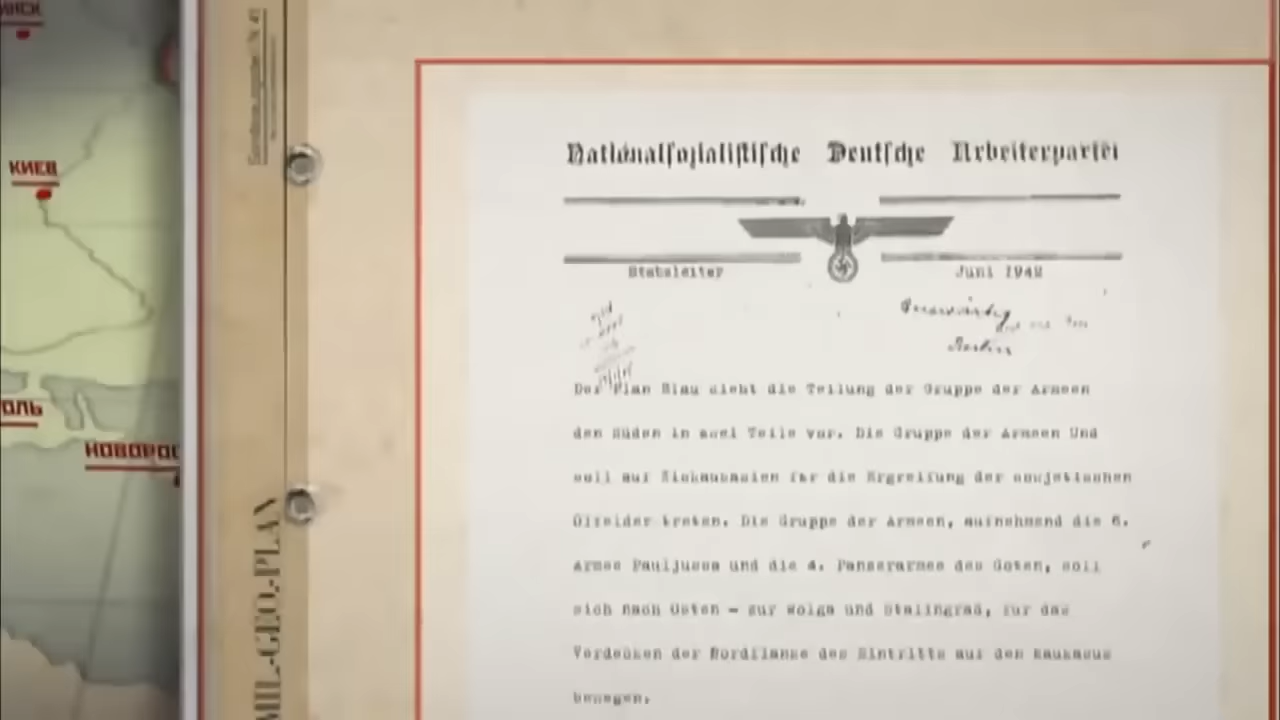 КИЕВ
НОВОРОС
MIL-GEO-PLAN
Nationalsozialistische Deutsche Arbeiterpartei
Stabsleiter
Juni 1942
Berlin
Der Plan Blau sieht die Teilung der Gruppe der Armeen
den Süden in zwei Teile vor. Die Gruppe der Armeen Und
soll auf für die Ergreifung der sowjetischen
Ölfelder treten. Die Gruppe der Armeen, aufnehmend die 6.
Armee Pauljussa und die 4. Panzerarmee des Goten, soll
sich nach Osten - zur Wolga und Stalingrad, für das
Verdecken der Nordflanke des Eintritts auf den Kaukasus
bewegen.